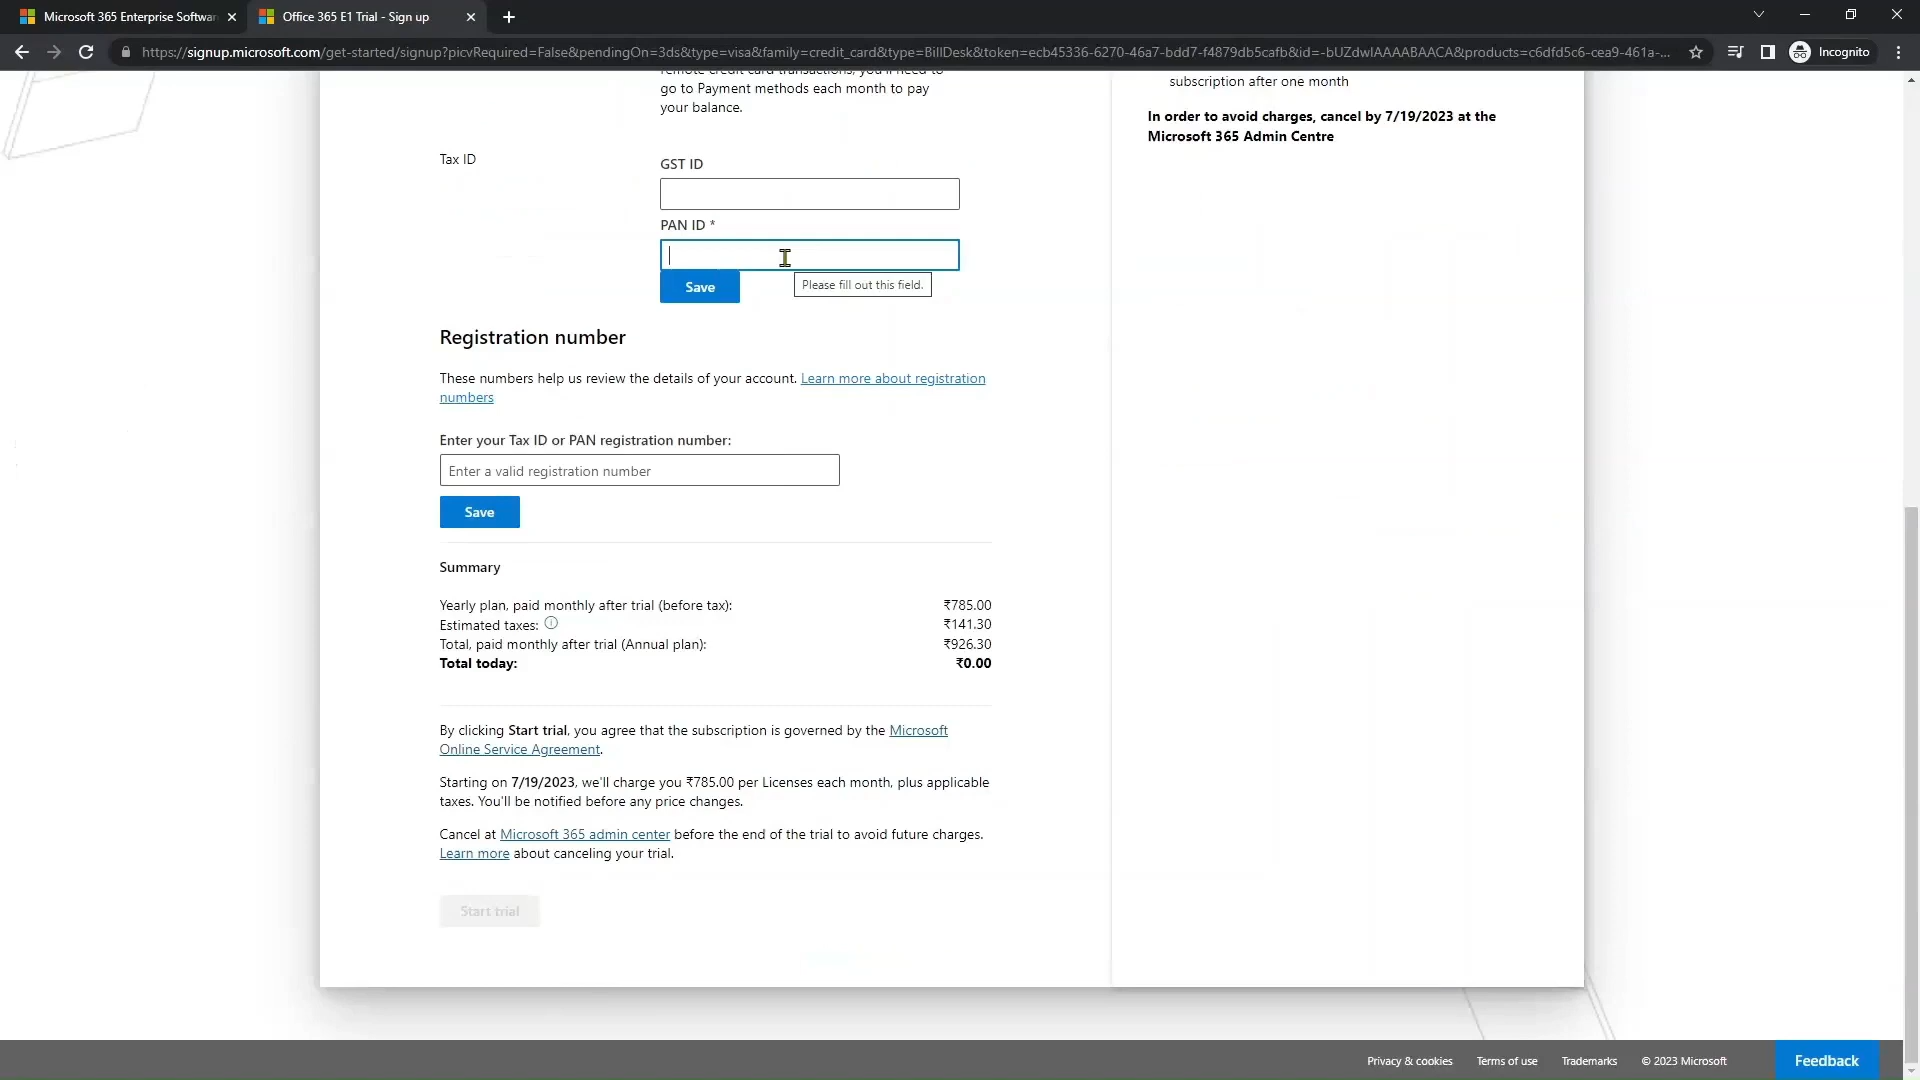 Microsoft 365 Enterprise Softwar
Office 365 E1 Trial - Sign up
https://signup.microsoft.com/get-started/signup?picvRequired=False&pendingOn=3ds&type=visa&family=credit_card&type=BillDesk&token=ecb45336-6270-46a7-bdd7-f4879db5cafb&id=-bUZdwIAAAABAACA&products=c6dfd5c6-cea9-461a-...
Incognito
remote credit card transactions, you'll need to
go to Payment methods each month to pay
your balance.
subscription after one month
In order to avoid charges, cancel by 7/19/2023 at the
Microsoft 365 Admin Centre
Tax ID
GST ID
PAN ID *
Save
Please fill out this field.
Registration number
These numbers help us review the details of your account. Learn more about registration
numbers
Enter your Tax ID or PAN registration number:
Enter a valid registration number
Save
Summary
Yearly plan, paid monthly after trial (before tax): ₹785.00
Estimated taxes: ₹141.30
Total, paid monthly after trial (Annual plan): ₹926.30
Total today: ₹0.00
By clicking Start trial, you agree that the subscription is governed by the Microsoft
Online Service Agreement.
Starting on 7/19/2023, we'll charge you ₹785.00 per Licenses each month, plus applicable
taxes. You'll be notified before any price changes.
Cancel at Microsoft 365 admin center before the end of the trial to avoid future charges.
Learn more about canceling your trial.
Start trial
Privacy & cookies
Terms of use
Trademarks
© 2023 Microsoft
Feedback